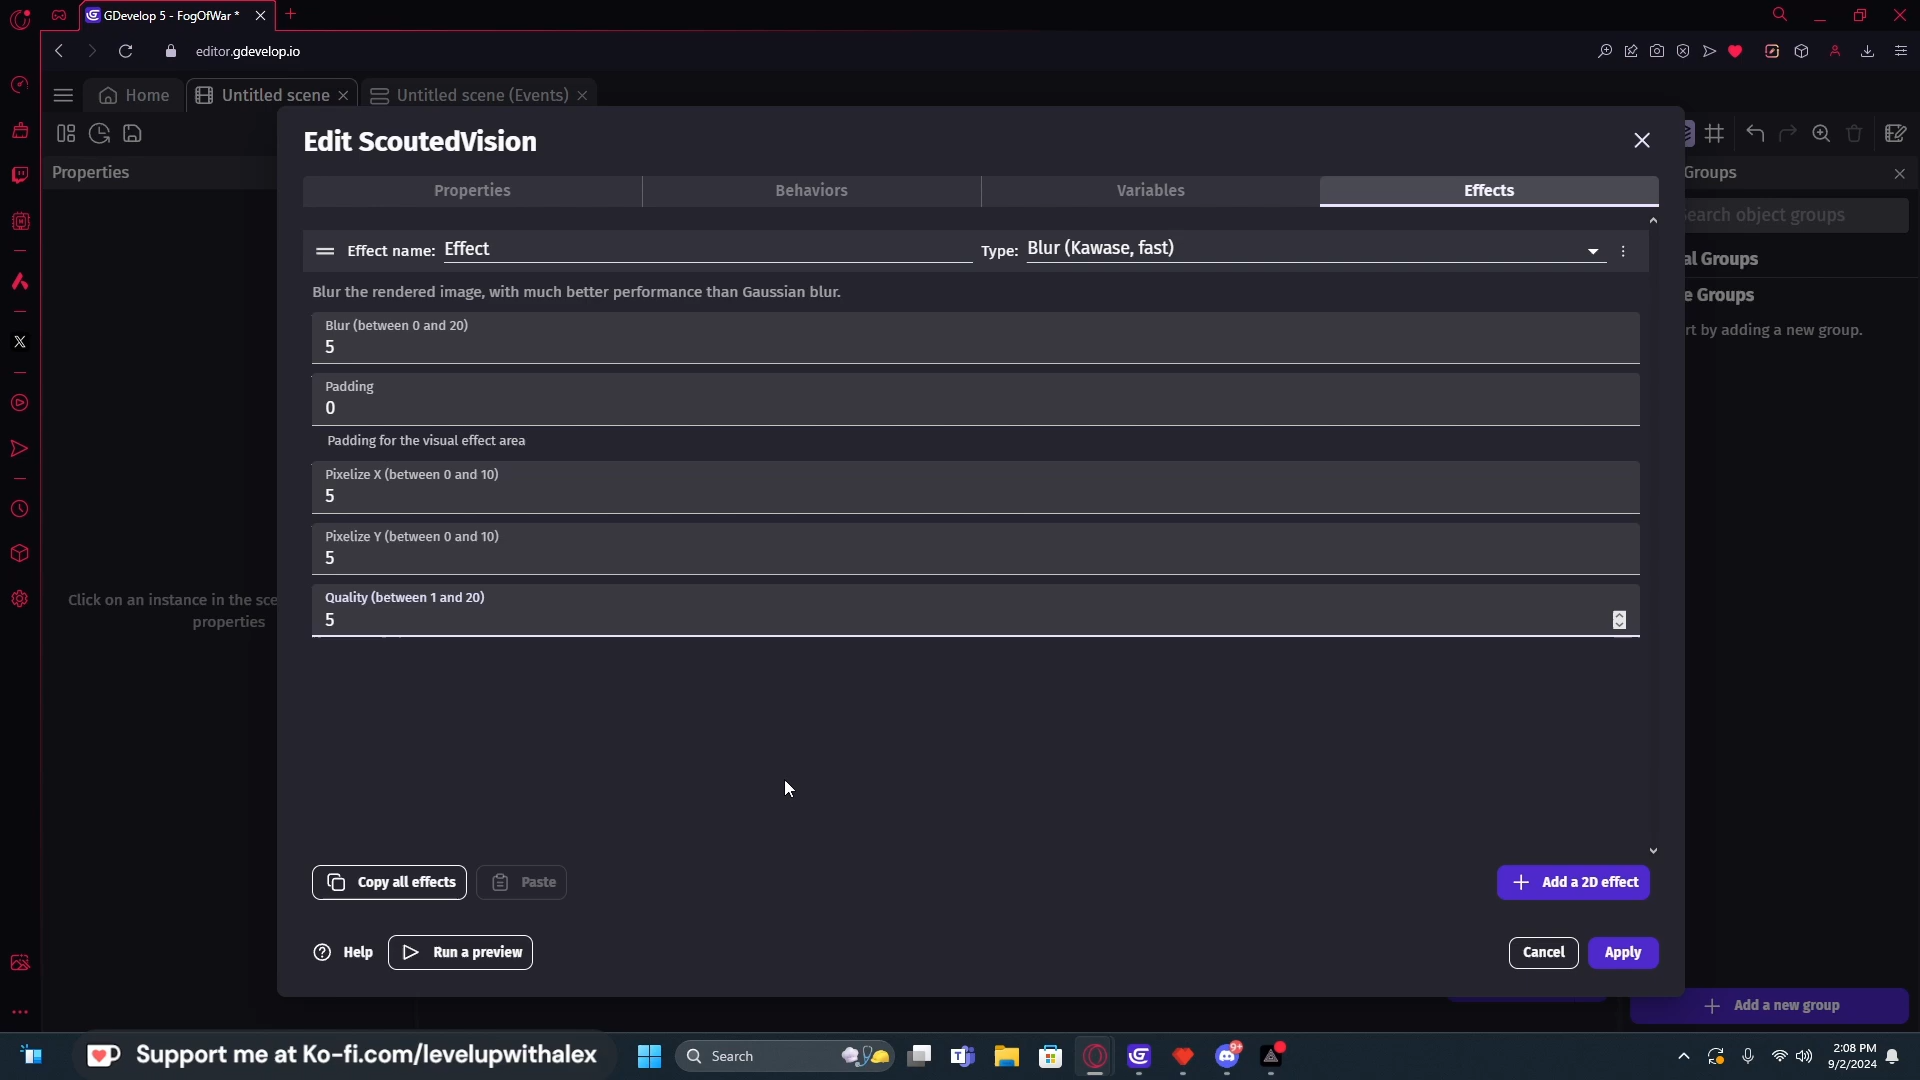 GDevelop 5 - FogOfWar *
editor.gdevelop.io
Home
Untitled scene
Untitled scene (Events)
Properties
Groups
Edit ScoutedVision
Properties
Behaviors
Variables
Effects
earch object groups
Effect name: Effect
Type: Blur (Kawase, fast)
al Groups
Blur the rendered image, with much better performance than Gaussian blur.
e Groups
Blur (between 0 and 20)
5
rt by adding a new group.
Padding
0
Padding for the visual effect area
Pixelize X (between 0 and 10)
5
Pixelize Y (between 0 and 10)
5
Quality (between 1 and 20)
5
Click on an instance in the sce
properties
Copy all effects
Paste
Add a 2D effect
Help
Run a preview
Cancel
Apply
Add a new group
Support me at Ko-fi.com/levelupwithalex
Search
9+
2:08 PM
9/2/2024